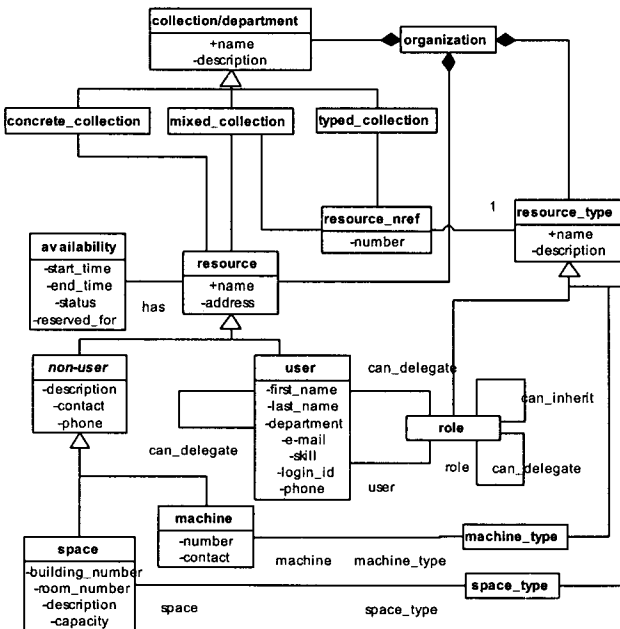 collection/department
+name
-description
organization
concrete_collection
mixed_collection
typed_collection
resource_nref
-number
1
resource_type
+name
-description
availability
-start_time
-end_time
-status
-reserved_for
has
resource
+name
-address
non-user
-description
-contact
-phone
user
-first_name
-last_name
-department
-e-mail
-skill
-login_id
-phone
can_delegate
can_delegate
role
can_inherit
can_delegate
role
user
machine
-number
-contact
machine
machine_type
machine_type
space
-building_number
-room_number
-description
-capacity
space
space_type
space_type